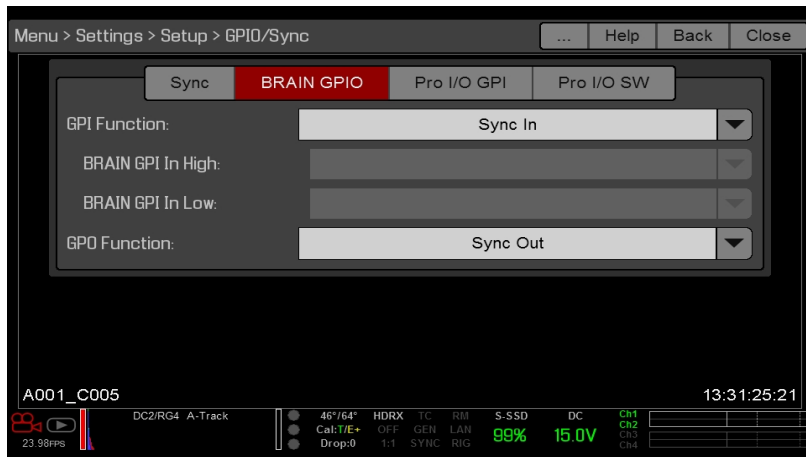 Menu > Settings > Setup > GPIO/Sync ... Help Back Close
Sync BRAIN GPIO Pro I/O GPI Pro I/O SW
GPI Function: Sync In
BRAIN GPI In High:
BRAIN GPI In Low:
GPO Function: Sync Out
A001_C005 13:31:25:21
DC2/RG4 A-Track 46°/64° HDRX TC RM S-SSD DC Ch1
Ch2
Cal:T/E+ OFF GEN LAN 99% 15.0V Ch3
23.98FPS Drop:0 1:1 SYNC RIG Ch4